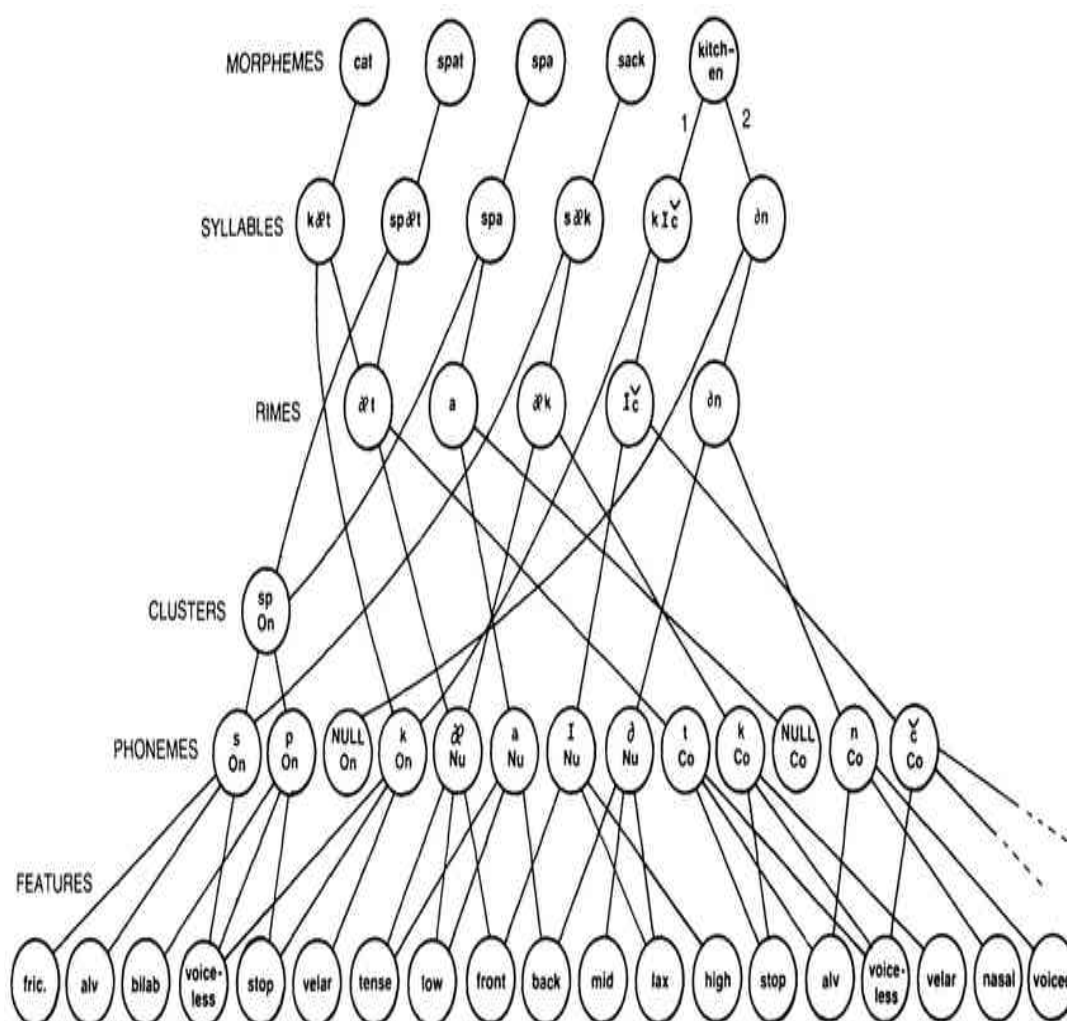 MORPHEMES cat spat spa sack kitch-
en
1 2
SYLLABLES kæt spæt spa sæk kIč ən
RIMES æt a æk Ič ən
CLUSTERS sp
On
PHONEMES s p NULL k æ a I ə t k NULL n č
On On On On Nu Nu Nu Nu Co Co Co Co Co
FEATURES
fric. alv bilab voice-
less stop velar tense low front back mid lax high stop alv voice-
less velar nasal voiced